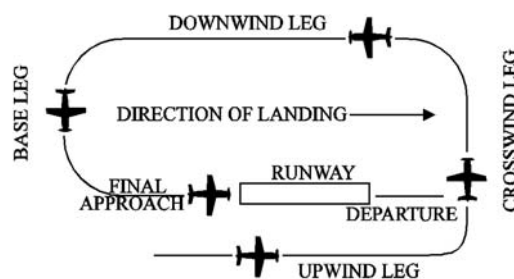 DOWNWIND LEG
BASE LEG
DIRECTION OF LANDING
CROSSWIND LEG
FINAL
APPROACH
RUNWAY
DEPARTURE
UPWIND LEG